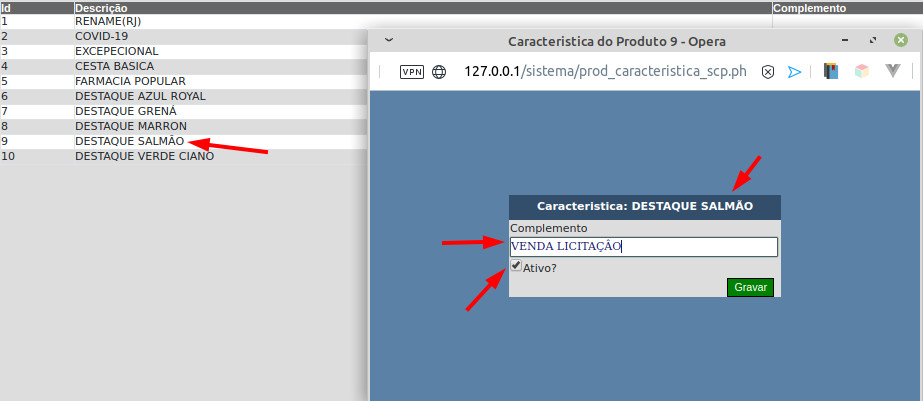 Id Descrição Complemento
1 RENAME(RJ)
2 COVID-19
3 EXCEPECIONAL
4 CESTA BASICA
5 FARMACIA POPULAR
6 DESTAQUE AZUL ROYAL
7 DESTAQUE GRENÁ
8 DESTAQUE MARRON
9 DESTAQUE SALMÃO
10 DESTAQUE VERDE CIANO
Caracteristica do Produto 9 - Opera
VPN 127.0.0.1/sistema/prod_caracteristica_scp.ph
Caracteristica: DESTAQUE SALMÃO
Complemento
VENDA LICITAÇÃO
Ativo?
Gravar